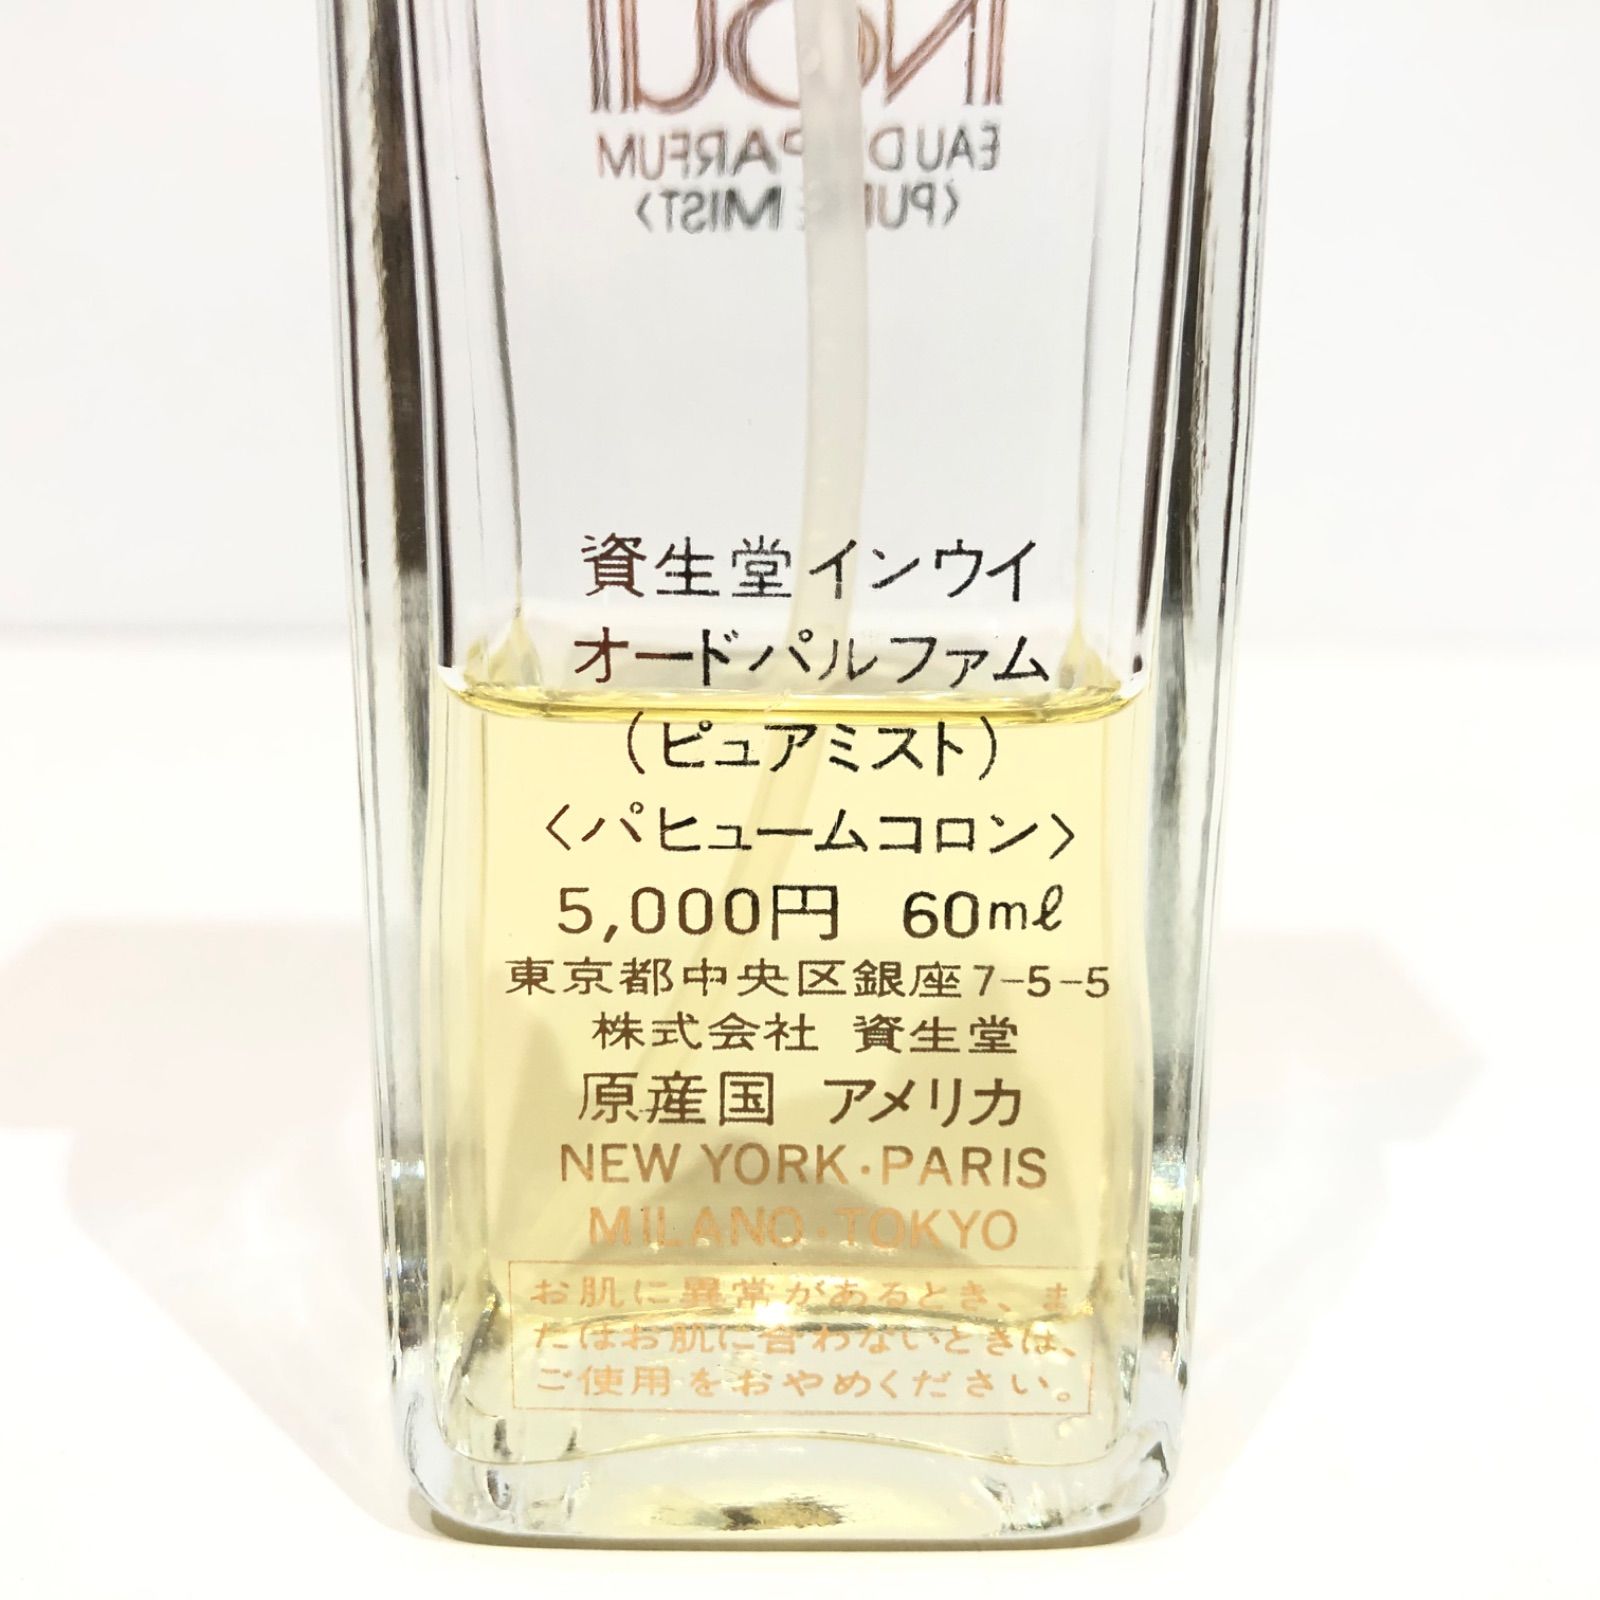 EAU D PARFUM
MIST>
資生堂インウイ
オードパルファム
(ピュアミスト)
〈パヒュームコロン〉
5,000円 60mℓ
東京都中央区銀座7-5-5
株式会社 資生堂
原産国 アメリカ
NEW YORK・PARIS
MILANO・TOKYO
お肌に異常があるとき、ま
たはお肌に合わないときは、
ご使用をおやめください。